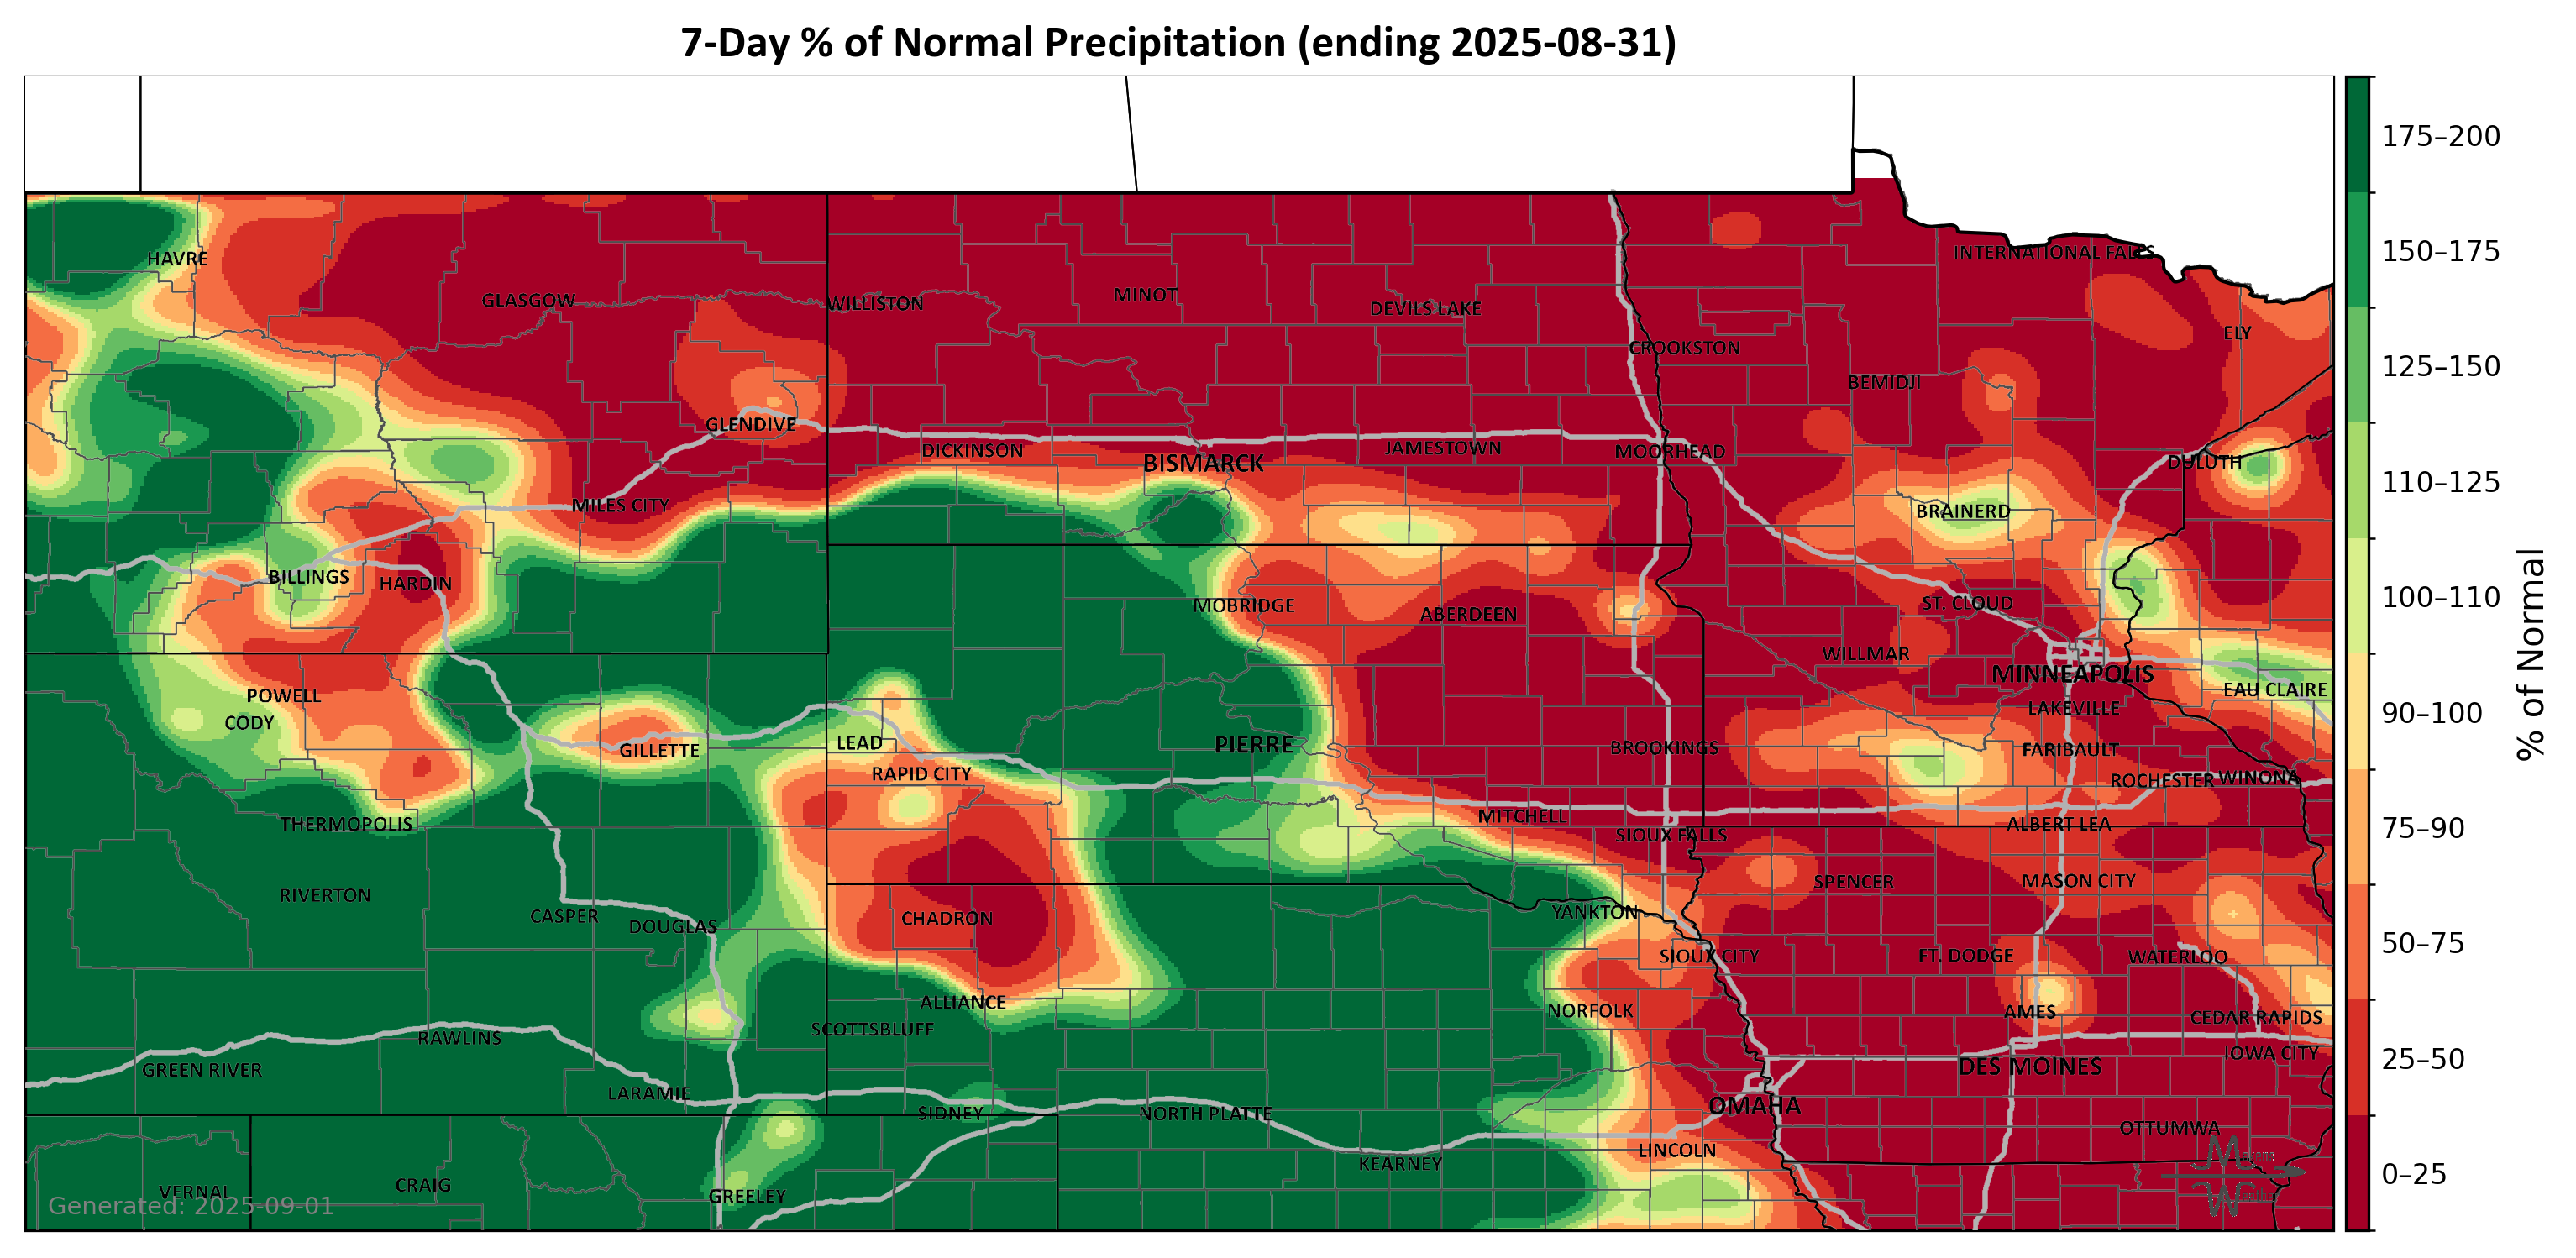 7-Day % of Normal Precipitation (ending 2025-08-31)
HAVRE
GLASGOW
WILLISTON
MINOT
DEVILS LAKE
CROOKSTON
INTERNATIONAL FALLS
ELY
BEMIDJI
GLENDIVE
DICKINSON
BISMARCK
JAMESTOWN
MOORHEAD
DULUTH
MILES CITY
BRAINERD
BILLINGS
HARDIN
MOBRIDGE
ABERDEEN
ST. CLOUD
WILLMAR
MINNEAPOLIS
EAU CLAIRE
POWELL
CODY
LAKEVILLE
GILLETTE
LEAD
PIERRE
BROOKINGS
FARIBAULT
RAPID CITY
ROCHESTER
WINONA
THERMOPOLIS
MITCHELL
SIOUX FALLS
ALBERT LEA
RIVERTON
CASPER
DOUGLAS
CHADRON
YANKTON
SPENCER
MASON CITY
SIOUX CITY
FT. DODGE
WATERLOO
ALLIANCE
NORFOLK
AMES
CEDAR RAPIDS
SCOTTSBLUFF
RAWLINS
GREEN RIVER
IOWA CITY
DES MOINES
LARAMIE
SIDNEY
NORTH PLATTE
OMAHA
OTTUMWA
LINCOLN
KEARNEY
VERNAL
CRAIG
GREELEY
Generated: 2025-09-01
175–200
150–175
125–150
110–125
100–110
90–100
75–90
50–75
25–50
0–25
% of Normal